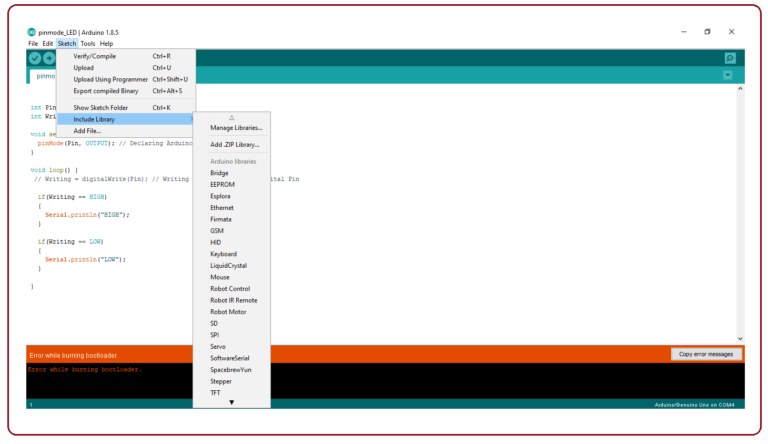 pinmode_LED | Arduino 1.8.5
File Edit Sketch Tools Help
pinmo
Verify/Compile Ctrl+R
Upload Ctrl+U
Upload Using Programmer Ctrl+Shift+U
Export compiled Binary Ctrl+Alt+S
Show Sketch Folder Ctrl+K
Include Library
Add File...
Manage Libraries...
Add .ZIP Library...
Arduino libraries
Bridge
EEPROM
Esplora
Ethernet
Firmata
GSM
HID
Keyboard
LiquidCrystal
Mouse
Robot Control
Robot IR Remote
Robot Motor
SD
SPI
Servo
SoftwareSerial
SpacebrewYun
Stepper
TFT
int Pin
int Wri
void se
pinMode(Pin, OUTPUT); // Declaring Arduino
}
void loop() {
// Writing = digitalWrite(Pin); // Writing ital Pin
if(Writing == HIGH)
{
Serial.println("HIGH");
}
if(Writing == LOW)
{
Serial.println("LOW");
}
}
Error while burning bootloader.
Copy error messages
Error while burning bootloader.
1
Arduino/Genuino Uno on COM4